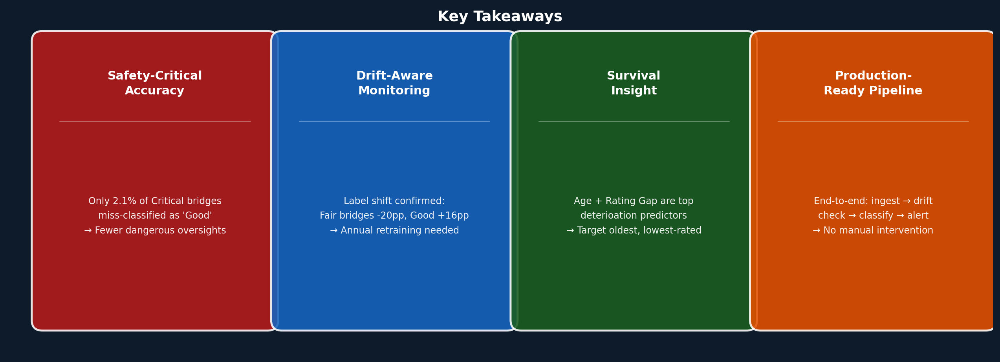 Key Takeaways
Safety-Critical
Accuracy
Only 2.1% of Critical bridges
miss-classified as 'Good'
→ Fewer dangerous oversights
Drift-Aware
Monitoring
Label shift confirmed:
Fair bridges -20pp, Good +16pp
→ Annual retraining needed
Survival
Insight
Age + Rating Gap are top
deterioation predictors
→ Target oldest, lowest-rated
Production-
Ready Pipeline
End-to-end: ingest → drift
check → classify → alert
→ No manual intervention